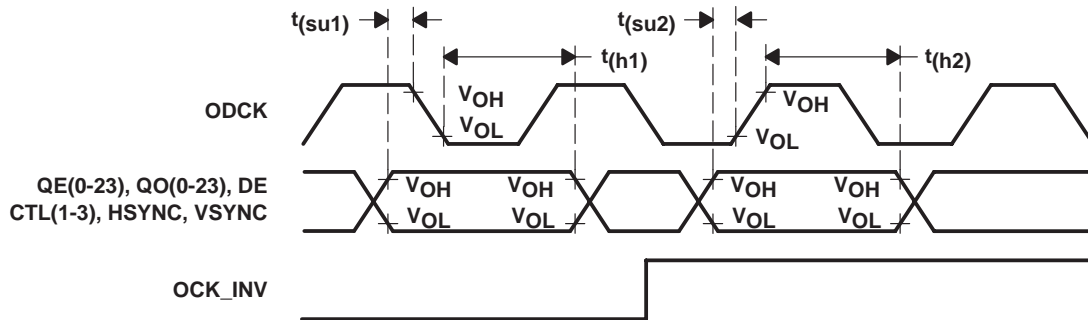 t(su1)
t(su2)
t(h1)
t(h2)
ODCK
VOH
VOL
VOH
VOL
QE(0-23), QO(0-23), DE
CTL(1-3), HSYNC, VSYNC
VOH
VOH
VOH
VOH
VOL
VOL
VOL
VOL
OCK_INV